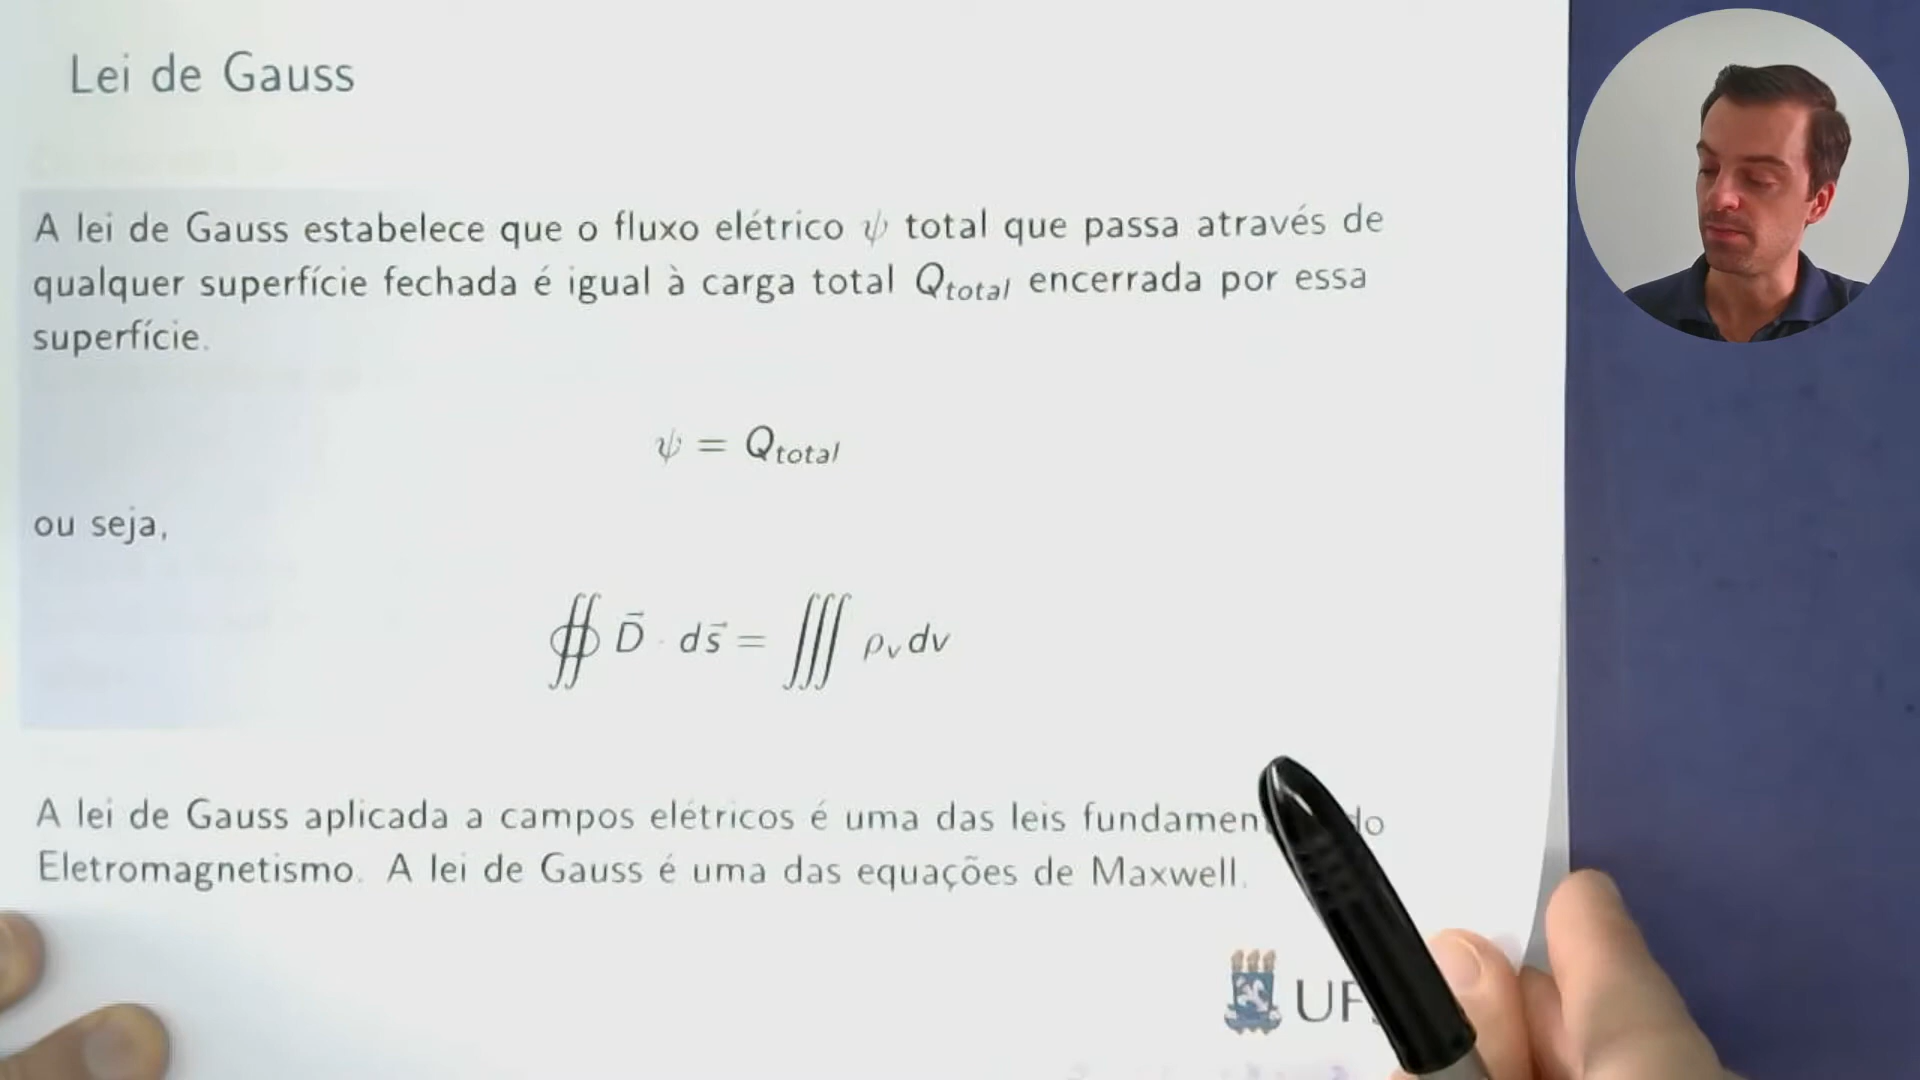 Lei de Gauss
A lei de Gauss estabelece que o fluxo elétrico ψ total que passa através de
qualquer superfície fechada é igual à carga total Q_total encerrada por essa
superfície.
ψ = Q_total
ou seja,
∯ D⃗ · ds⃗ = ∭ ρ_v dv
A lei de Gauss aplicada a campos elétricos é uma das leis do
Eletromagnetismo. A lei de Gauss é uma das equações de Maxwell.